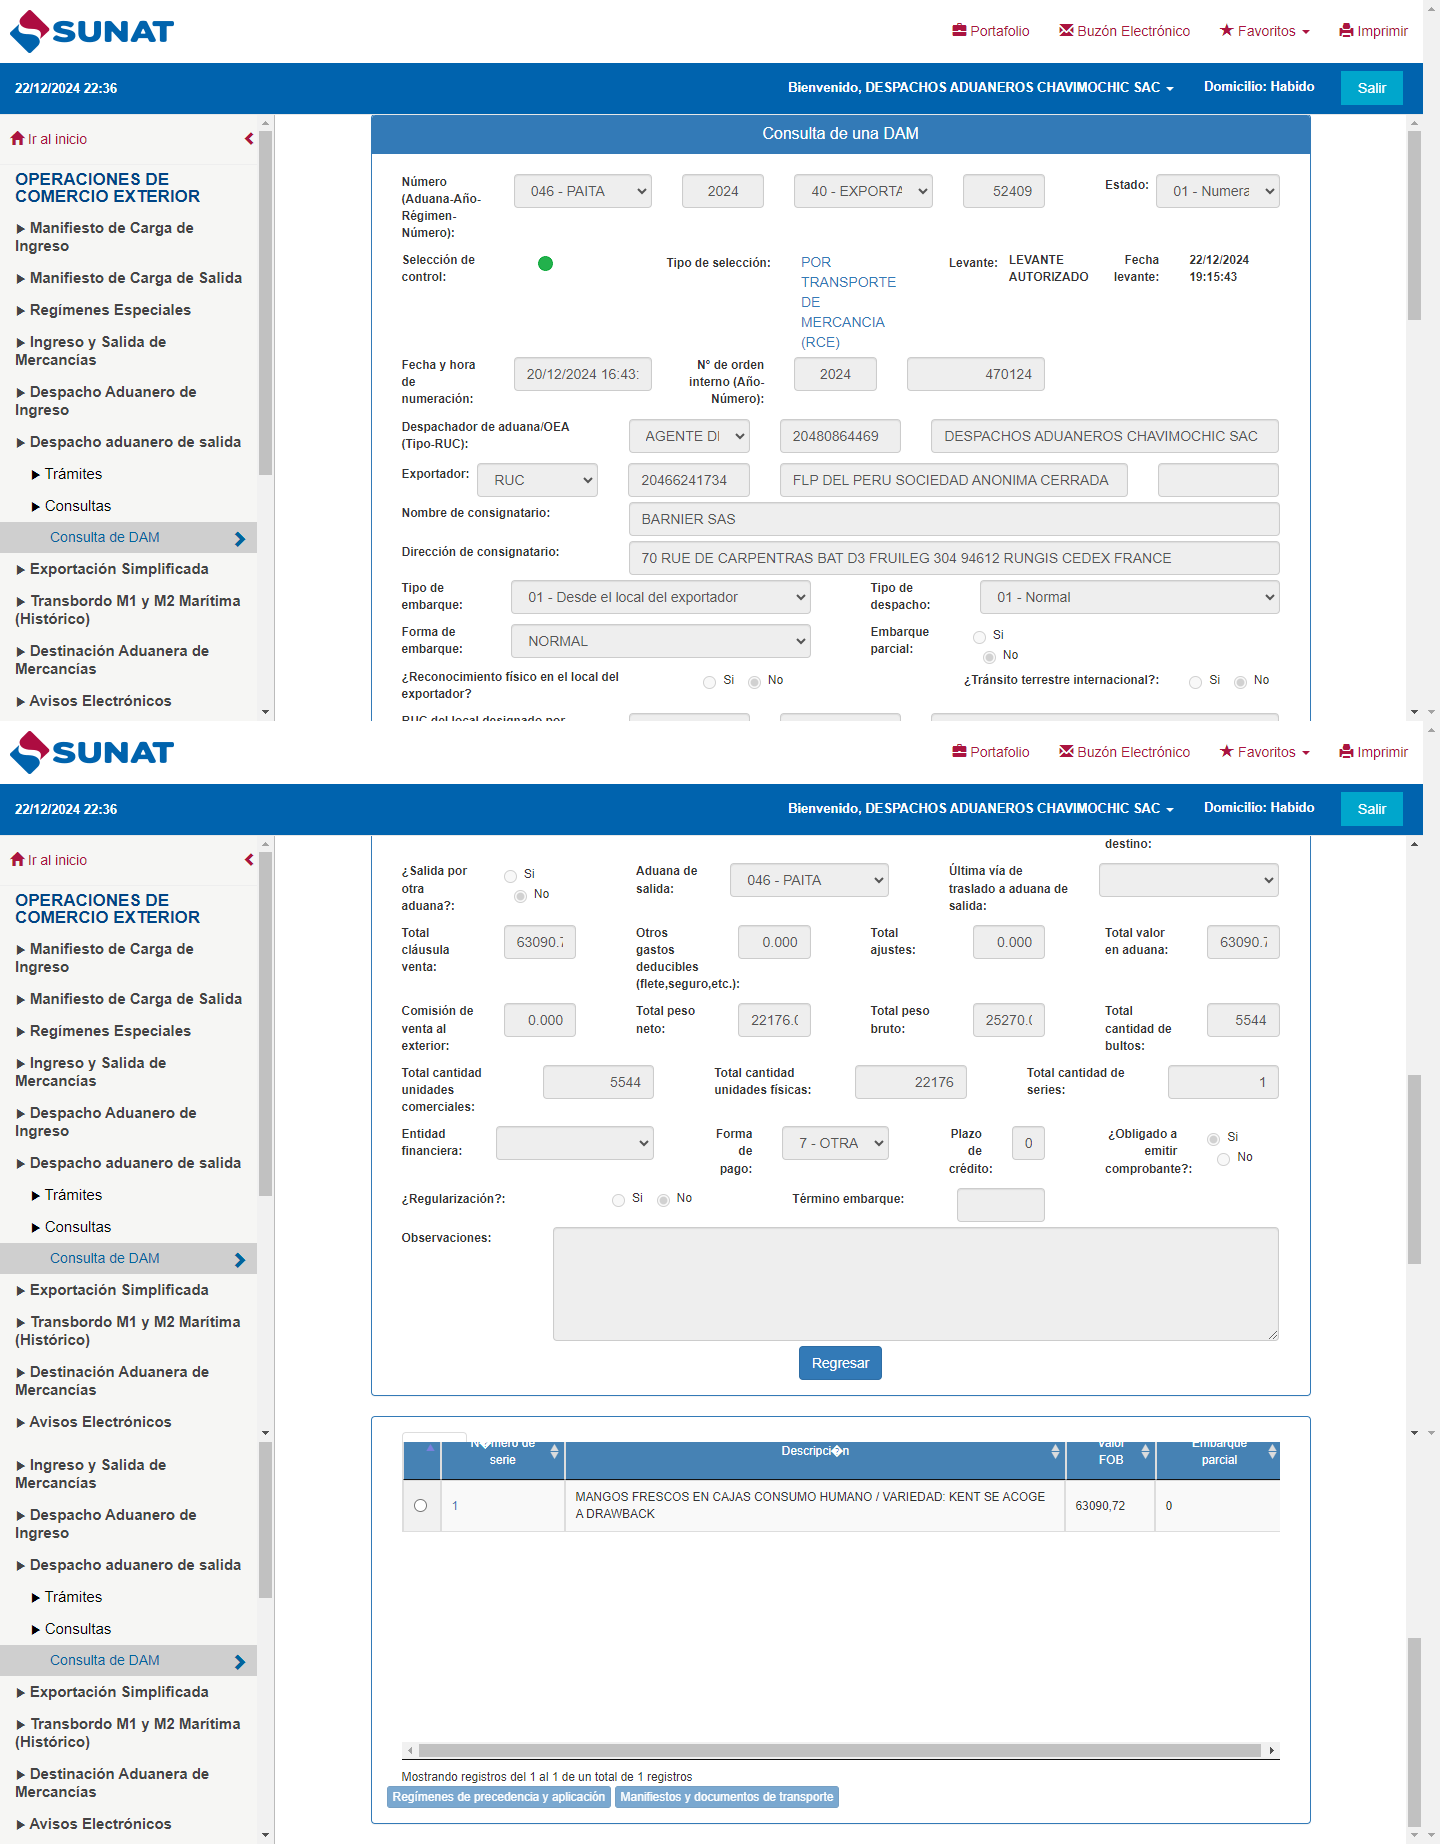 SUNAT
Portafolio
Buzón Electrónico
Favoritos
Imprimir
22/12/2024 22:36
Bienvenido, DESPACHOS ADUANEROS CHAVIMOCHIC SAC
Domicilio: Habido
Salir
Ir al inicio
OPERACIONES DE
COMERCIO EXTERIOR
Manifiesto de Carga de
Ingreso
Manifiesto de Carga de Salida
Regímenes Especiales
Ingreso y Salida de
Mercancías
Despacho Aduanero de
Ingreso
Despacho aduanero de salida
Trámites
Consultas
Consulta de DAM
Exportación Simplificada
Transbordo M1 y M2 Marítima
(Histórico)
Destinación Aduanera de
Mercancías
Avisos Electrónicos
Consulta de una DAM
Número
(Aduana-Año-
Régimen-
Número):
046 - PAITA
2024
40 - EXPORTA
52409
Estado:
01 - Numera
Selección de
control:
Tipo de selección:
POR
TRANSPORTE
DE
MERCANCIA
(RCE)
Levante:
LEVANTE
AUTORIZADO
Fecha
levante:
22/12/2024
19:15:43
Fecha y hora
de
numeración:
20/12/2024 16:43:
N° de orden
interno (Año-
Número):
2024
470124
Despachador de aduana/OEA
(Tipo-RUC):
AGENTE DI
20480864469
DESPACHOS ADUANEROS CHAVIMOCHIC SAC
Exportador:
RUC
20466241734
FLP DEL PERU SOCIEDAD ANONIMA CERRADA
Nombre de consignatario:
BARNIER SAS
Dirección de consignatario:
70 RUE DE CARPENTRAS BAT D3 FRUILEG 304 94612 RUNGIS CEDEX FRANCE
Tipo de
embarque:
01 - Desde el local del exportador
Tipo de
despacho:
01 - Normal
Forma de
embarque:
NORMAL
Embarque
parcial:
Si
No
¿Reconocimiento físico en el local del
exportador?
Si
No
¿Tránsito terrestre internacional?:
Si
No
RUC del local designado por
SUNAT
Portafolio
Buzón Electrónico
Favoritos
Imprimir
22/12/2024 22:36
Bienvenido, DESPACHOS ADUANEROS CHAVIMOCHIC SAC
Domicilio: Habido
Salir
Ir al inicio
OPERACIONES DE
COMERCIO EXTERIOR
Manifiesto de Carga de
Ingreso
Manifiesto de Carga de Salida
Regímenes Especiales
Ingreso y Salida de
Mercancías
Despacho Aduanero de
Ingreso
Despacho aduanero de salida
Trámites
Consultas
Consulta de DAM
Exportación Simplificada
Transbordo M1 y M2 Marítima
(Histórico)
Destinación Aduanera de
Mercancías
Avisos Electrónicos
destino:
¿Salida por
otra
aduana?:
Si
No
Aduana de
salida:
046 - PAITA
Última vía de
traslado a aduana de
salida:
Total
cláusula
venta:
63090.7
Otros
gastos
deducibles
(flete,seguro,etc.):
0.000
Total
ajustes:
0.000
Total valor
en aduana:
63090.7
Comisión de
venta al
exterior:
0.000
Total peso
neto:
22176.0
Total peso
bruto:
25270.0
Total
cantidad de
bultos:
5544
Total cantidad
unidades
comerciales:
5544
Total cantidad
unidades físicas:
22176
Total cantidad de
series:
1
Entidad
financiera:
Forma
de
pago:
7 - OTRA
Plazo
de
crédito:
0
¿Obligado a
emitir
comprobante?:
Si
No
¿Regularización?:
Si
No
Término embarque:
Observaciones:
Regresar
Ingreso y Salida de
Mercancías
Despacho Aduanero de
Ingreso
Despacho aduanero de salida
Trámites
Consultas
Consulta de DAM
Exportación Simplificada
Transbordo M1 y M2 Marítima
(Histórico)
Destinación Aduanera de
Mercancías
Avisos Electrónicos
N�mero de
serie
Descripci�n
Valor
FOB
Embarque
parcial
1
MANGOS FRESCOS EN CAJAS CONSUMO HUMANO / VARIEDAD: KENT SE ACOGE
A DRAWBACK
63090,72
0
Mostrando registros del 1 al 1 de un total de 1 registros
Regímenes de precedencia y aplicación
Manifiestos y documentos de transporte